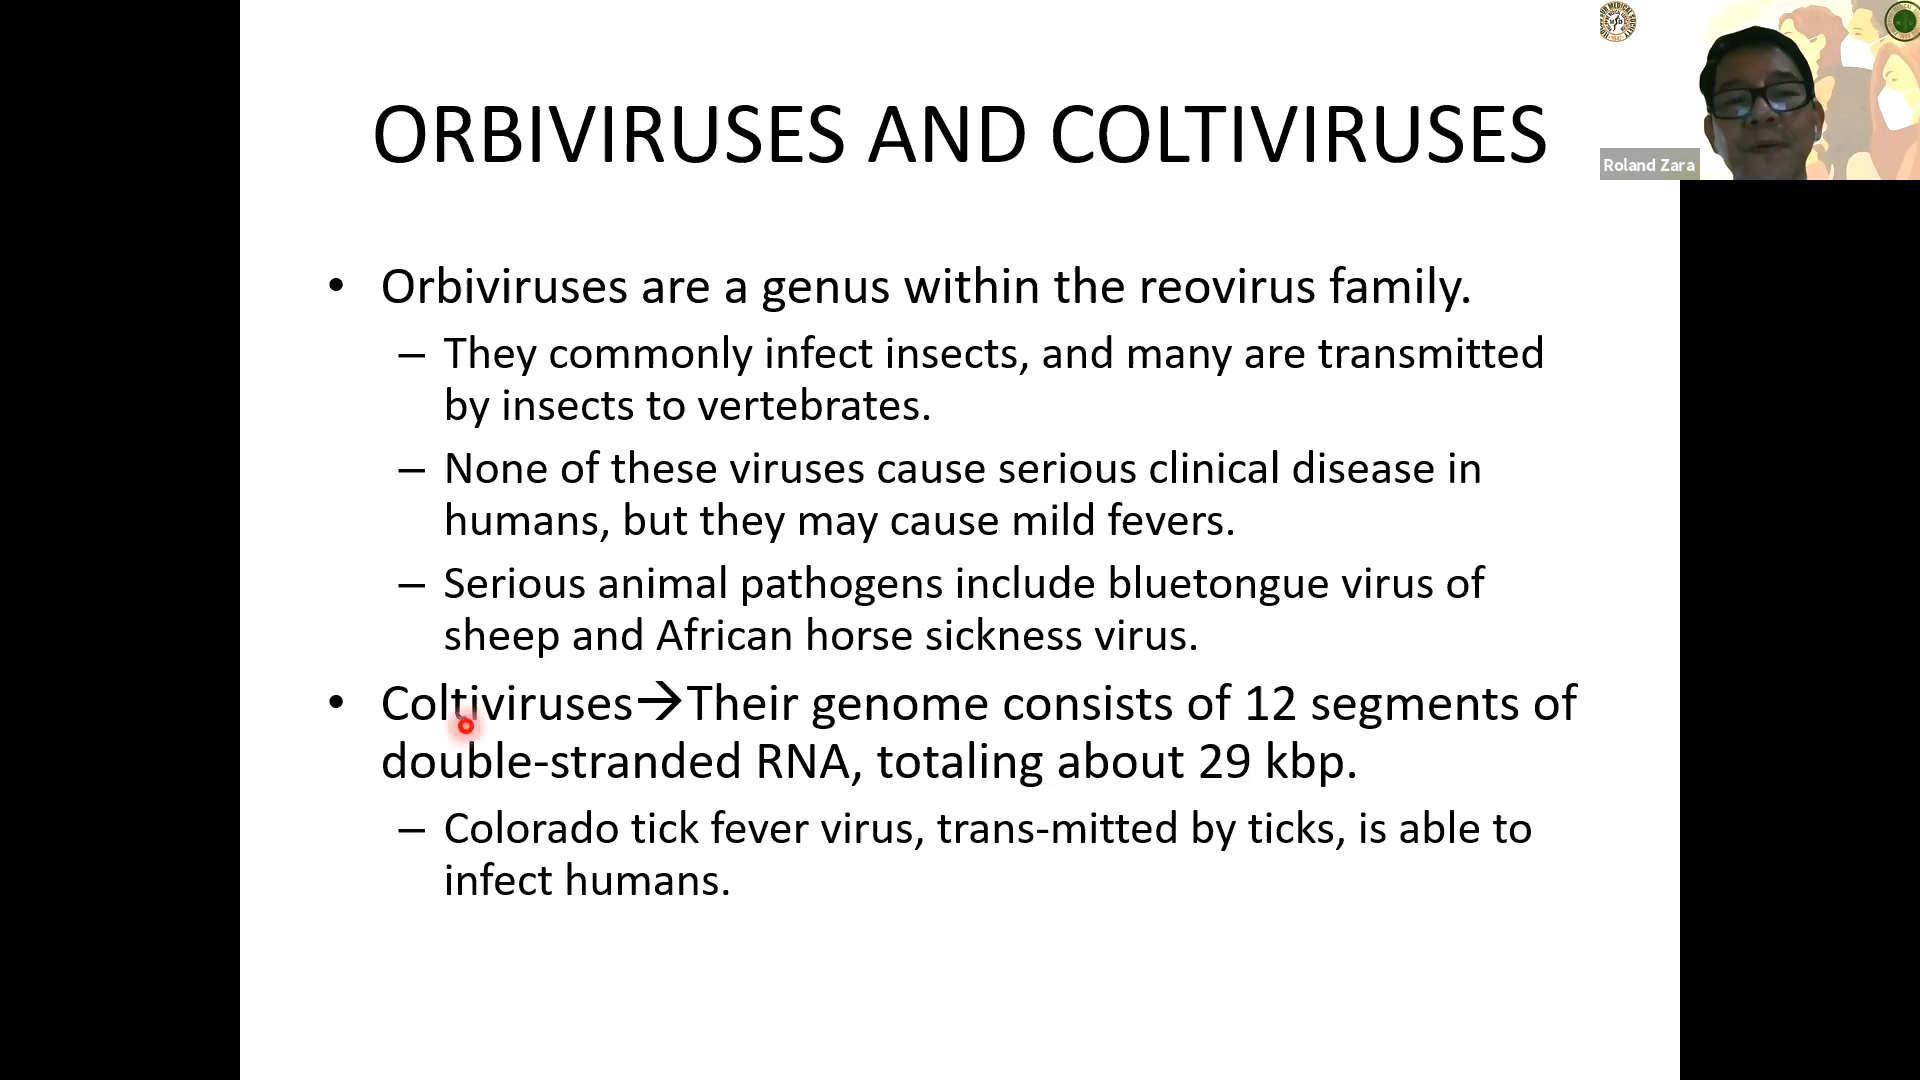 ORBIVIRUSES AND COLTIVIRUSES
Roland Zara
• Orbiviruses are a genus within the reovirus family.
– They commonly infect insects, and many are transmitted
by insects to vertebrates.
– None of these viruses cause serious clinical disease in
humans, but they may cause mild fevers.
– Serious animal pathogens include bluetongue virus of
sheep and African horse sickness virus.
• Coltiviruses→Their genome consists of 12 segments of
double-stranded RNA, totaling about 29 kbp.
– Colorado tick fever virus, trans-mitted by ticks, is able to
infect humans.